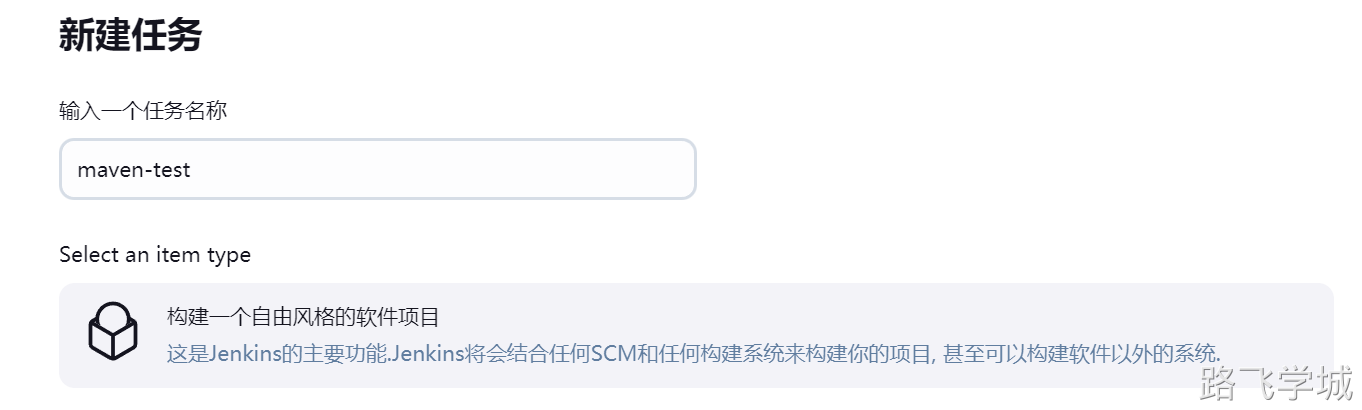 新建任务
输入一个任务名称
maven-test
Select an item type
构建一个自由风格的软件项目
这是Jenkins的主要功能.Jenkins将会结合任何SCM和任何构建系统来构建你的项目, 甚至可以构建软件以外的系统.
路飞学城